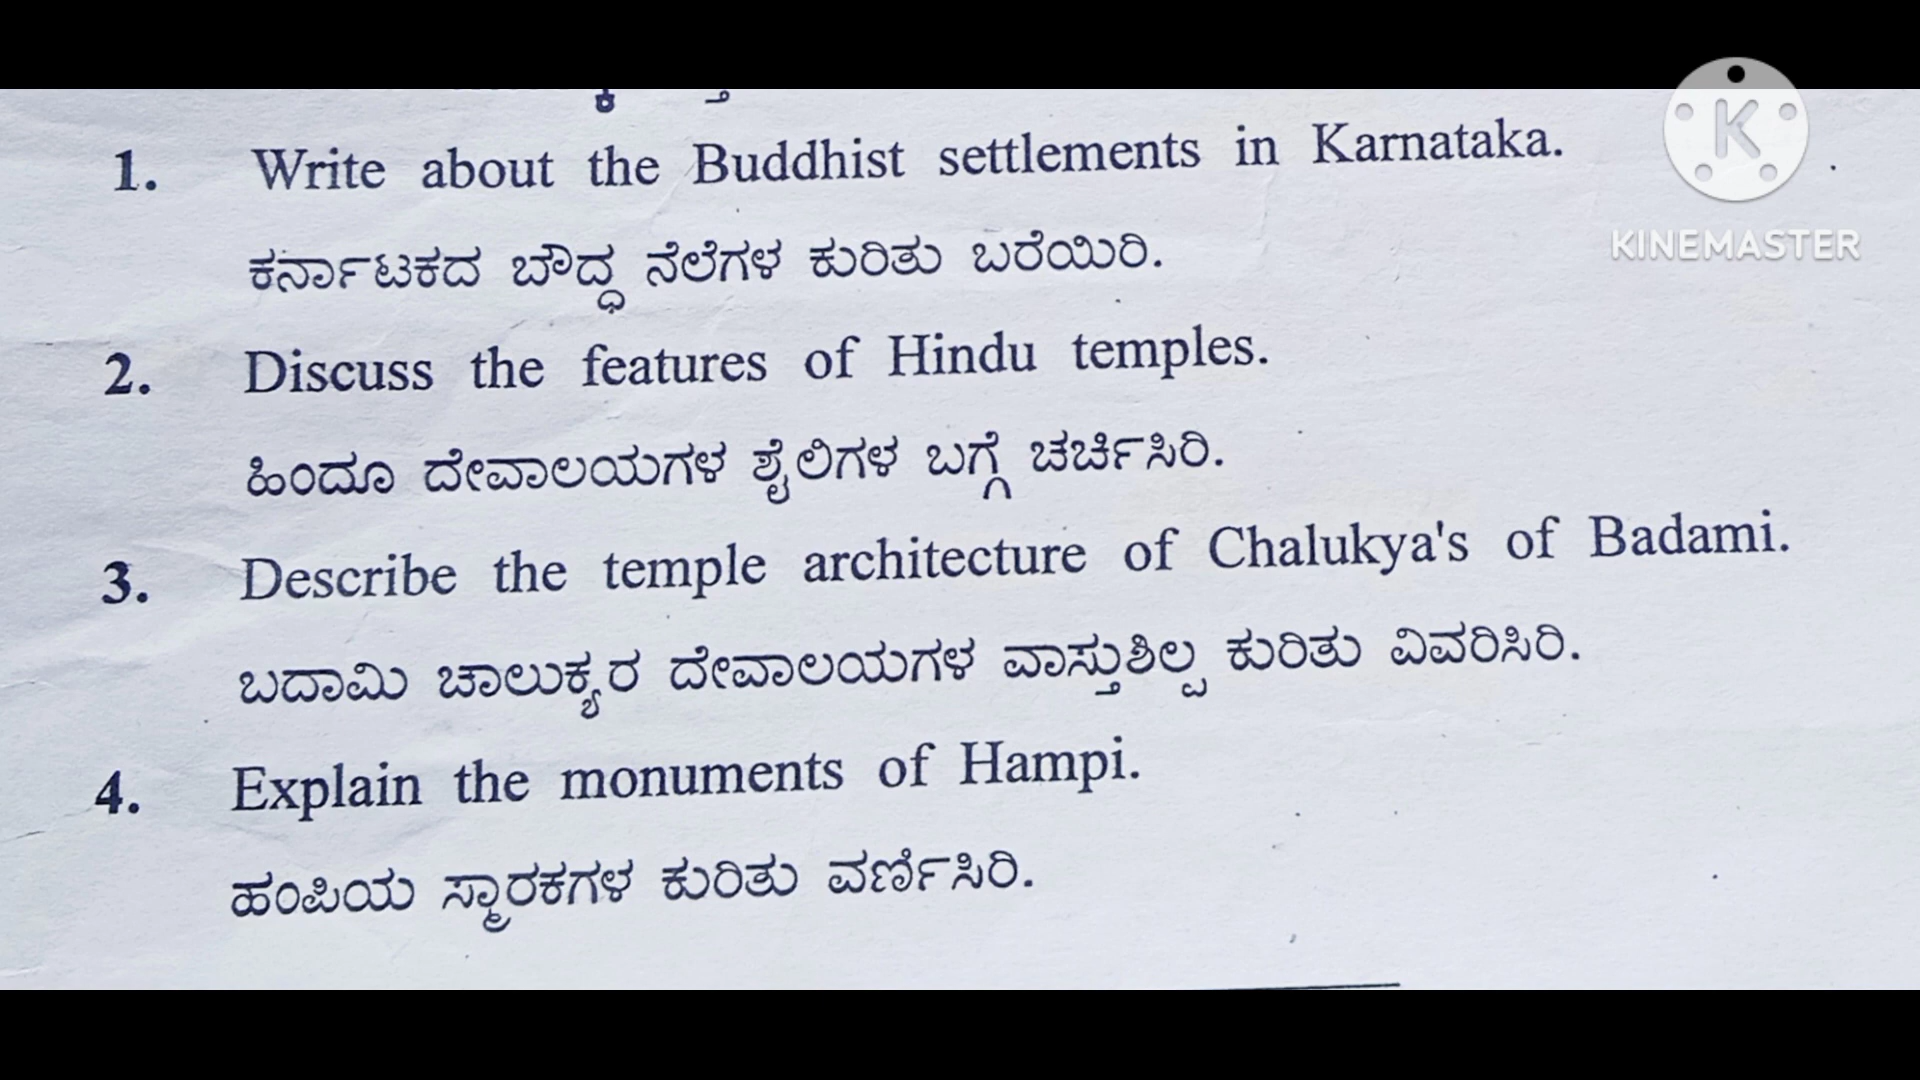 1. Write about the Buddhist settlements in Karnataka.
ಕರ್ನಾಟಕದ ಬೌದ್ಧ ನೆಲೆಗಳ ಕುರಿತು ಬರೆಯಿರಿ.
2. Discuss the features of Hindu temples.
ಹಿಂದೂ ದೇವಾಲಯಗಳ ಶೈಲಿಗಳ ಬಗ್ಗೆ ಚರ್ಚಿಸಿರಿ.
3. Describe the temple architecture of Chalukya's of Badami.
ಬದಾಮಿ ಚಾಲುಕ್ಯರ ದೇವಾಲಯಗಳ ವಾಸ್ತುಶಿಲ್ಪ ಕುರಿತು ವಿವರಿಸಿರಿ.
4. Explain the monuments of Hampi.
ಹಂಪಿಯ ಸ್ಮಾರಕಗಳ ಕುರಿತು ವರ್ಣಿಸಿರಿ.
K
KINEMASTER